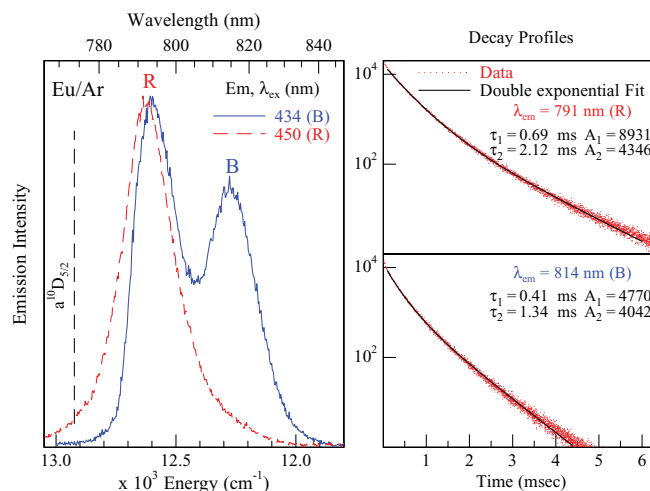 Wavelength (nm)
780 800 820 840
Eu/Ar
R
Em, λex (nm)
434 (B)
450 (R)
B
a¹⁰D5/2
Emission Intensity
13.0 12.5 12.0
x 10³ Energy (cm⁻¹)
Decay Profiles
10⁴
Data
Double exponential Fit
λem = 791 nm (R)
τ1 = 0.69 ms A1 = 8931
τ2 = 2.12 ms A2 = 4346
10²
10⁴
λem = 814 nm (B)
τ1 = 0.41 ms A1 = 4770
τ2 = 1.34 ms A2 = 4042
10²
1 2 3 4 5 6
Time (msec)